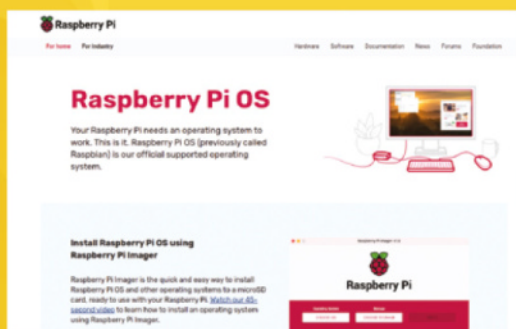 Raspberry Pi
For home For industry Hardware Software Documentation News Forums Foundation
Raspberry Pi OS
Your Raspberry Pi needs an operating system to
work. This is it. Raspberry Pi OS (previously called
Raspbian) is our official supported operating
system.
Install Raspberry Pi OS using
Raspberry Pi Imager
Raspberry Pi Imager is the quick and easy way to install
Raspberry Pi OS and other operating systems to a microSD
card, ready to use with your Raspberry Pi. Watch our 45-
second video to learn how to install an operating system
using Raspberry Pi Imager.
Raspberry Pi